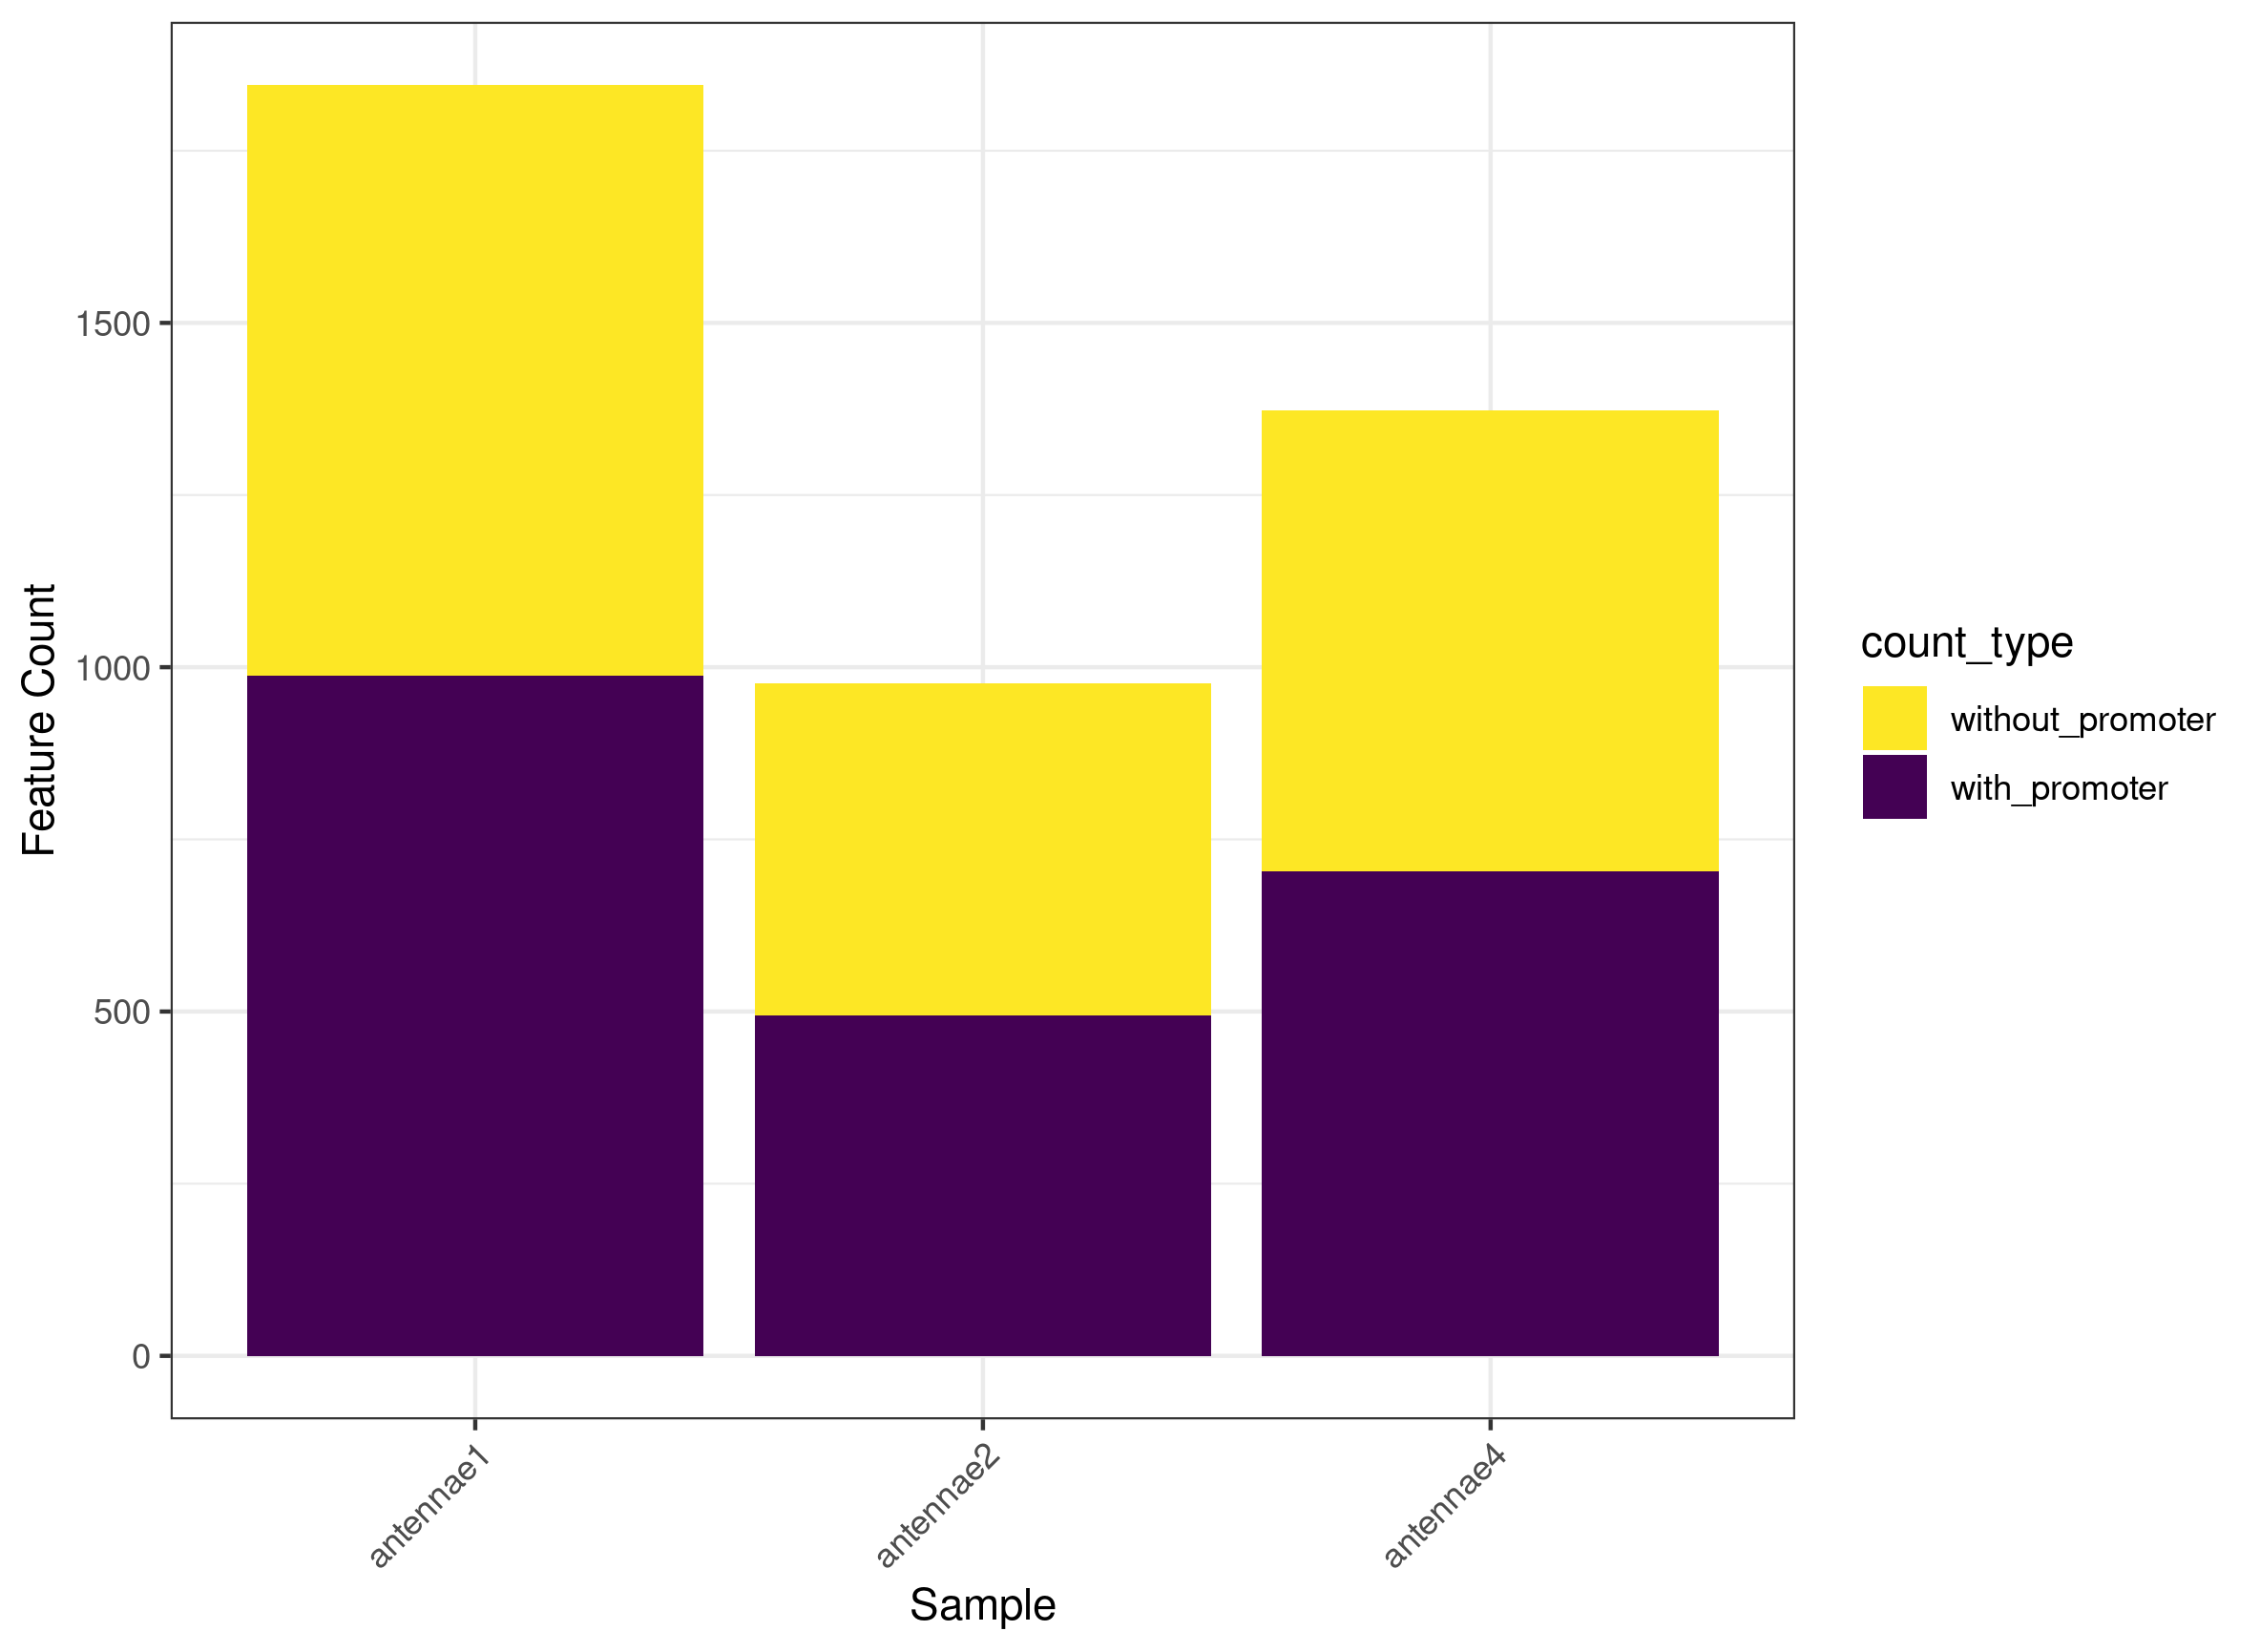 Feature Count
1500
1000
500
0
antennae1
antennae2
antennae4
Sample
count_type
without_promoter
with_promoter